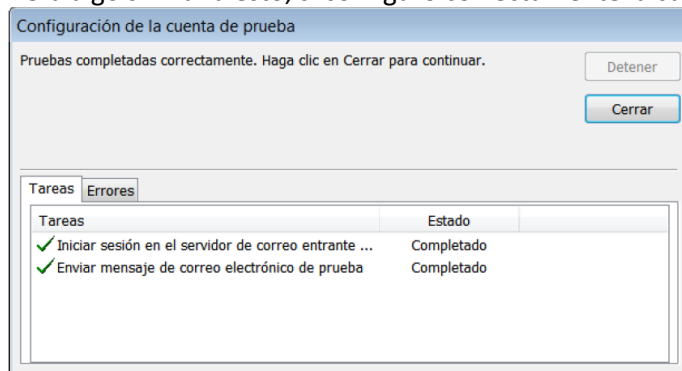 Configuración de la cuenta de prueba
Pruebas completadas correctamente. Haga clic en Cerrar para continuar.
Detener
Cerrar
Tareas Errores
Tareas Estado
Iniciar sesión en el servidor de correo entrante ... Completado
Enviar mensaje de correo electrónico de prueba Completado